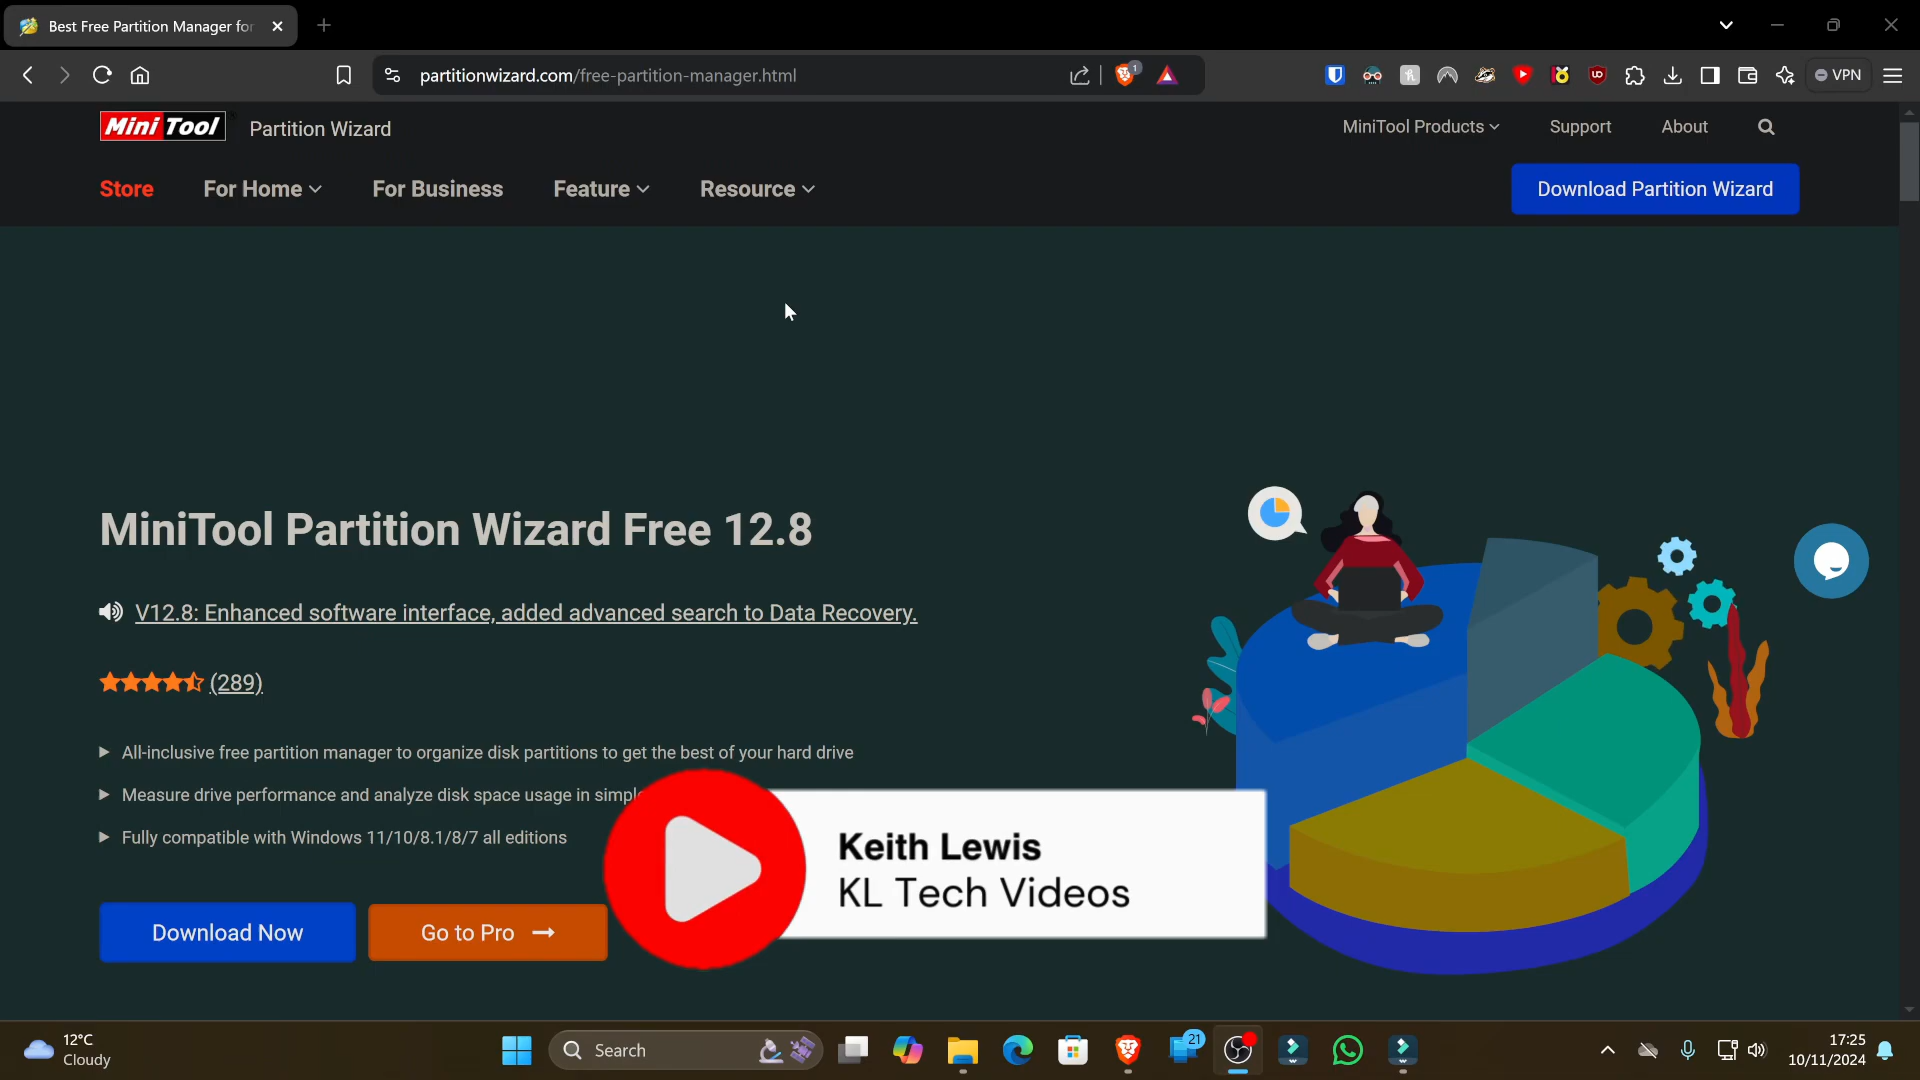 Best Free Partition Manager for
partitionwizard.com/free-partition-manager.html
1
VPN
Mini Tool Partition Wizard
MiniTool Products Support About
Store For Home For Business Feature Resource
Download Partition Wizard
MiniTool Partition Wizard Free 12.8
V12.8: Enhanced software interface, added advanced search to Data Recovery.
(289)
All-inclusive free partition manager to organize disk partitions to get the best of your hard drive
Measure drive performance and analyze disk space usage in simple
Fully compatible with Windows 11/10/8.1/8/7 all editions
Download Now
Go to Pro
Keith Lewis
KL Tech Videos
12°C
Cloudy
Search
21
17:25
10/11/2024